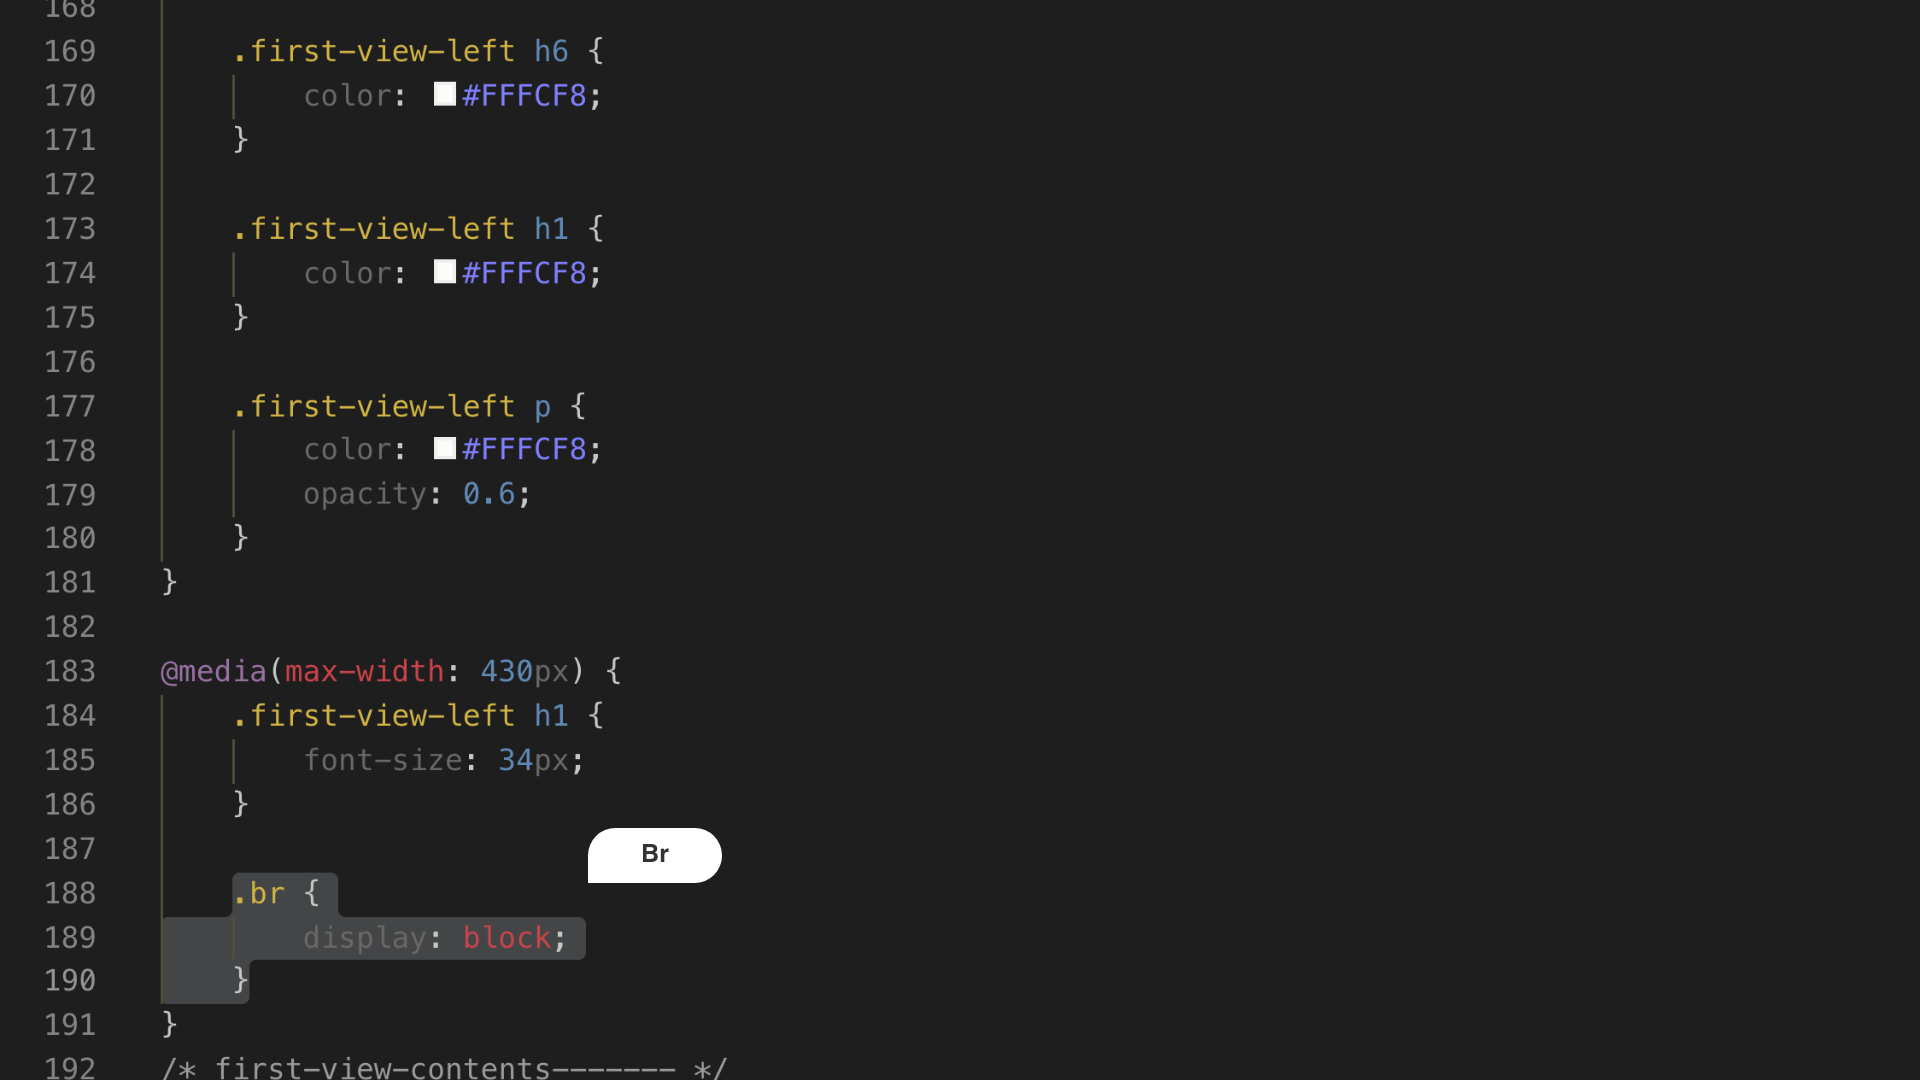 168
169 .first-view-left h6 {
170 color: #FFFCF8;
171 }
172
173 .first-view-left h1 {
174 color: #FFFCF8;
175 }
176
177 .first-view-left p {
178 color: #FFFCF8;
179 opacity: 0.6;
180 }
181 }
182
183 @media(max-width: 430px) {
184 .first-view-left h1 {
185 font-size: 34px;
186 }
187
Br
188 .br {
189 display: block;
190 }
191 }
192 /* first-view-contents------- */